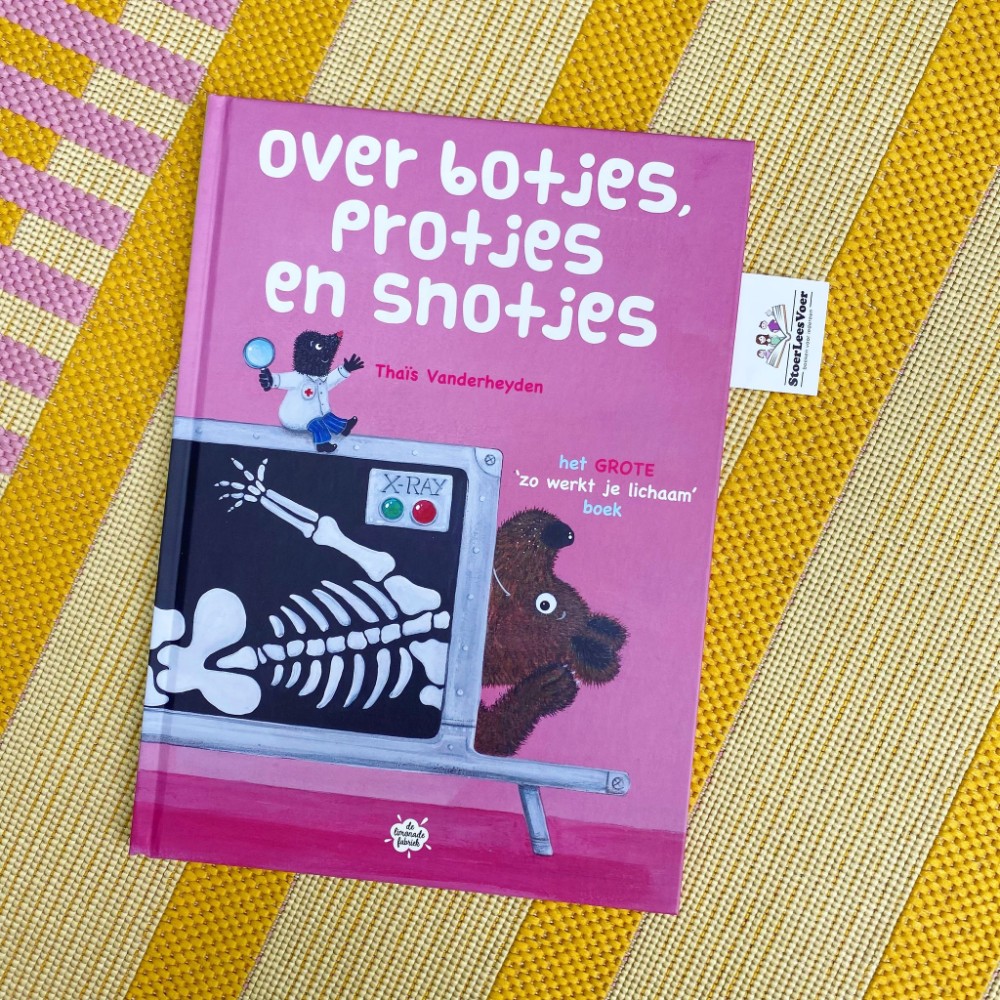 over botjes,
protjes
en snotjes
Thaïs Vanderheyden
het GROTE
‘zo werkt je lichaam’
boek
X-RAY
StoerLeesVoer
de
limonade
fabriek